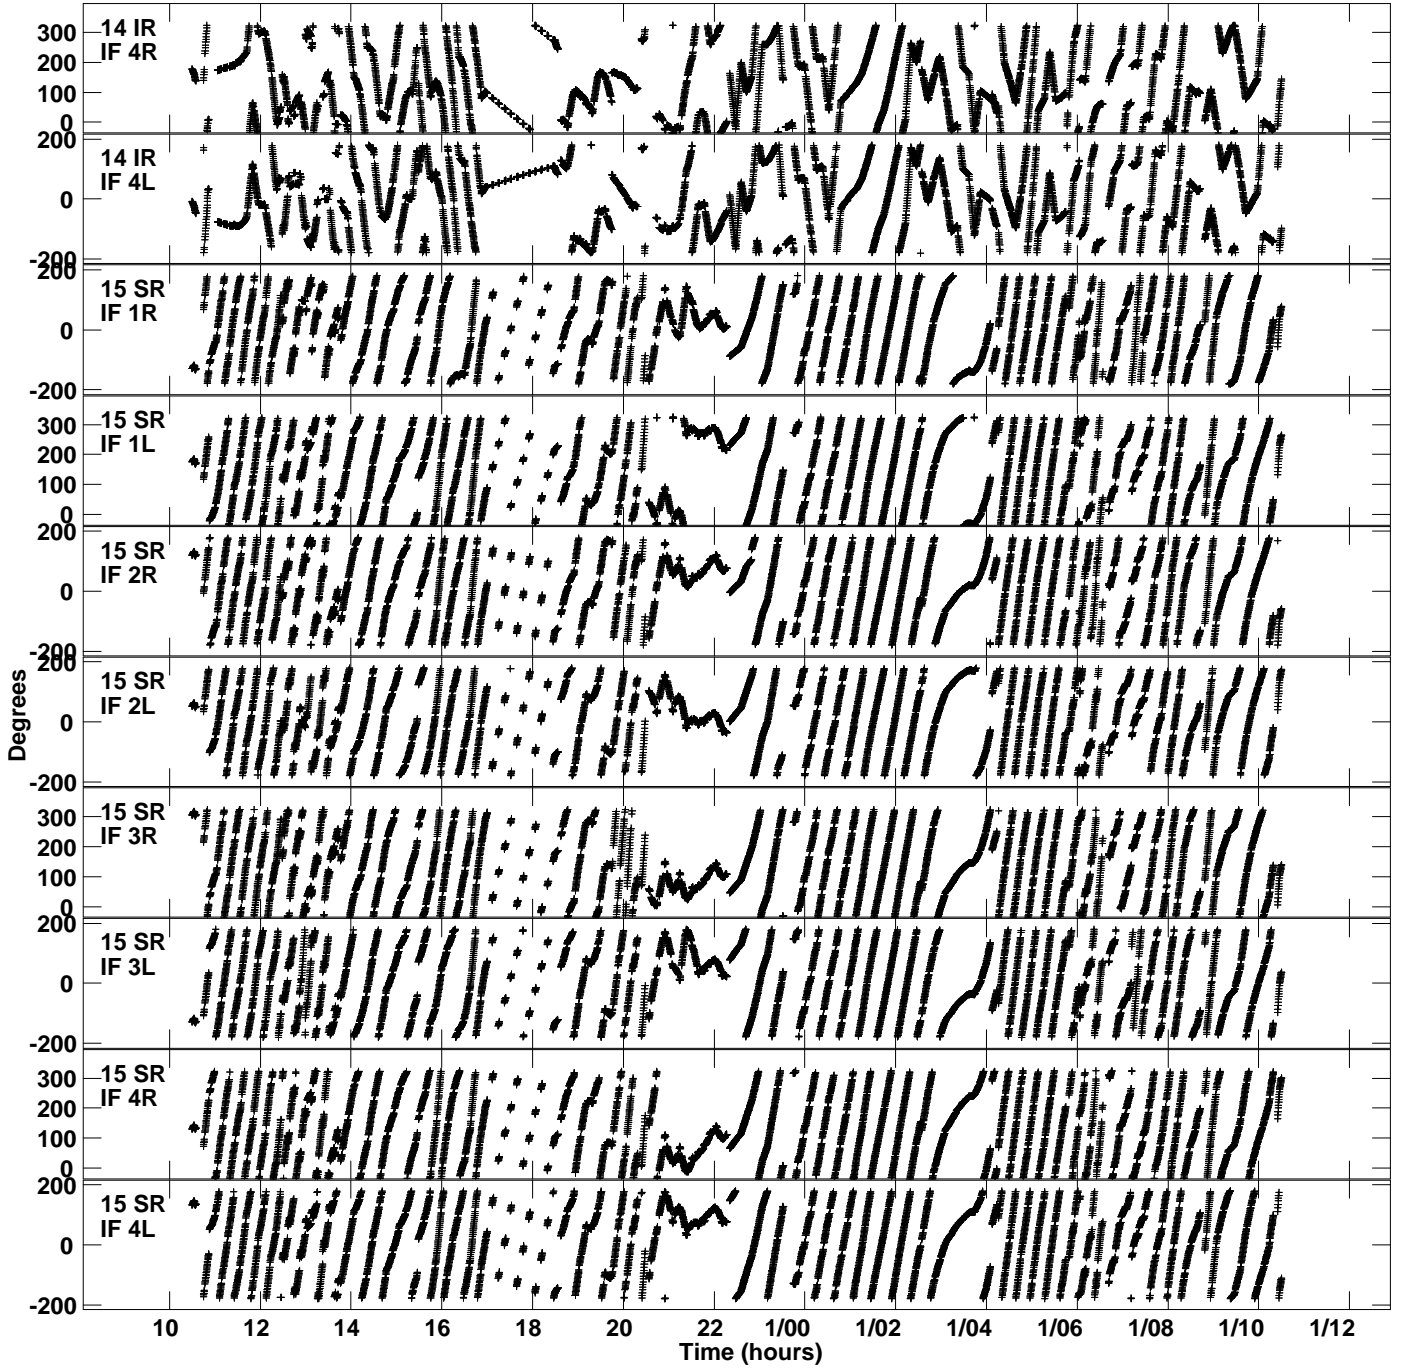 14 IR
IF 4R
300
200
100
0
14 IR
IF 4L
200
0
-200
15 SR
IF 1R
200
0
-200
15 SR
IF 1L
300
200
100
0
15 SR
IF 2R
200
0
-200
15 SR
IF 2L
200
0
-200
15 SR
IF 3R
300
200
100
0
15 SR
IF 3L
200
0
-200
15 SR
IF 4R
300
200
100
0
15 SR
IF 4L
200
0
-200
Degrees
10 12 14 16 18 20 22 1/00 1/02 1/04 1/06 1/08 1/10 1/12
Time (hours)